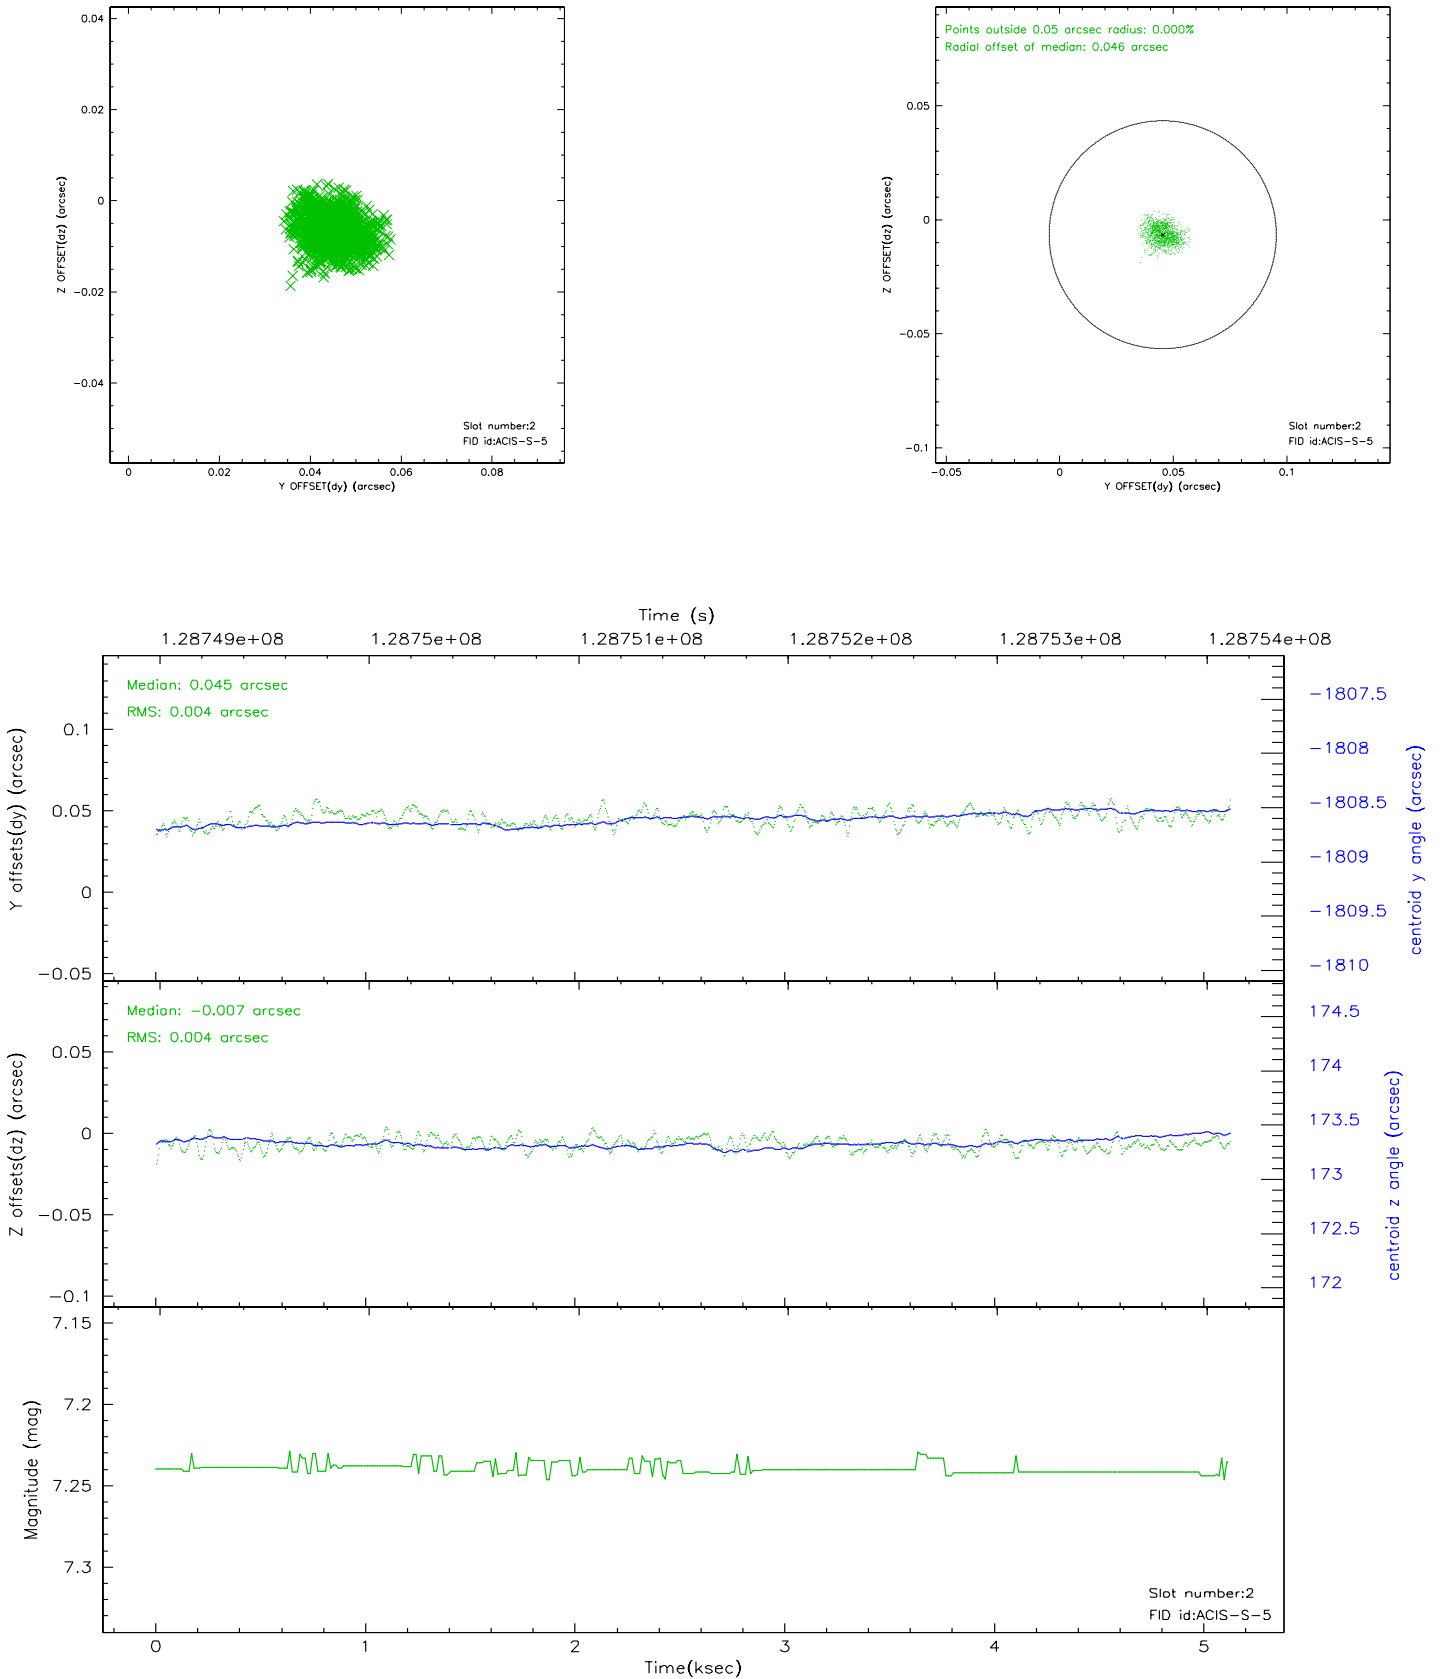 0.04
0.02
0
−0.02
−0.04
Z OFFSET(dz) (arcsec)
Slot number:2
FID id:ACIS−S−5
0 0.02 0.04 0.06 0.08
Y OFFSET(dy) (arcsec)
Points outside 0.05 arcsec radius: 0.000%
Radial offset of median: 0.046 arcsec
0.05
0
−0.05
−0.1
Z OFFSET(dz) (arcsec)
Slot number:2
FID id:ACIS−S−5
−0.05 0 0.05 0.1
Y OFFSET(dy) (arcsec)
Time (s)
1.28749e+08 1.2875e+08 1.28751e+08 1.28752e+08 1.28753e+08 1.28754e+08
Median: 0.045 arcsec
RMS: 0.004 arcsec
0.1
0.05
0
−0.05
Y offsets(dy) (arcsec)
−1807.5
−1808
−1808.5
−1809
−1809.5
−1810
centroid y angle (arcsec)
Median: −0.007 arcsec
RMS: 0.004 arcsec
0.05
0
−0.05
−0.1
Z offsets(dz) (arcsec)
174.5
174
173.5
173
172.5
172
centroid z angle (arcsec)
7.15
7.2
7.25
7.3
Magnitude (mag)
Slot number:2
FID id:ACIS−S−5
0 1 2 3 4 5
Time(ksec)